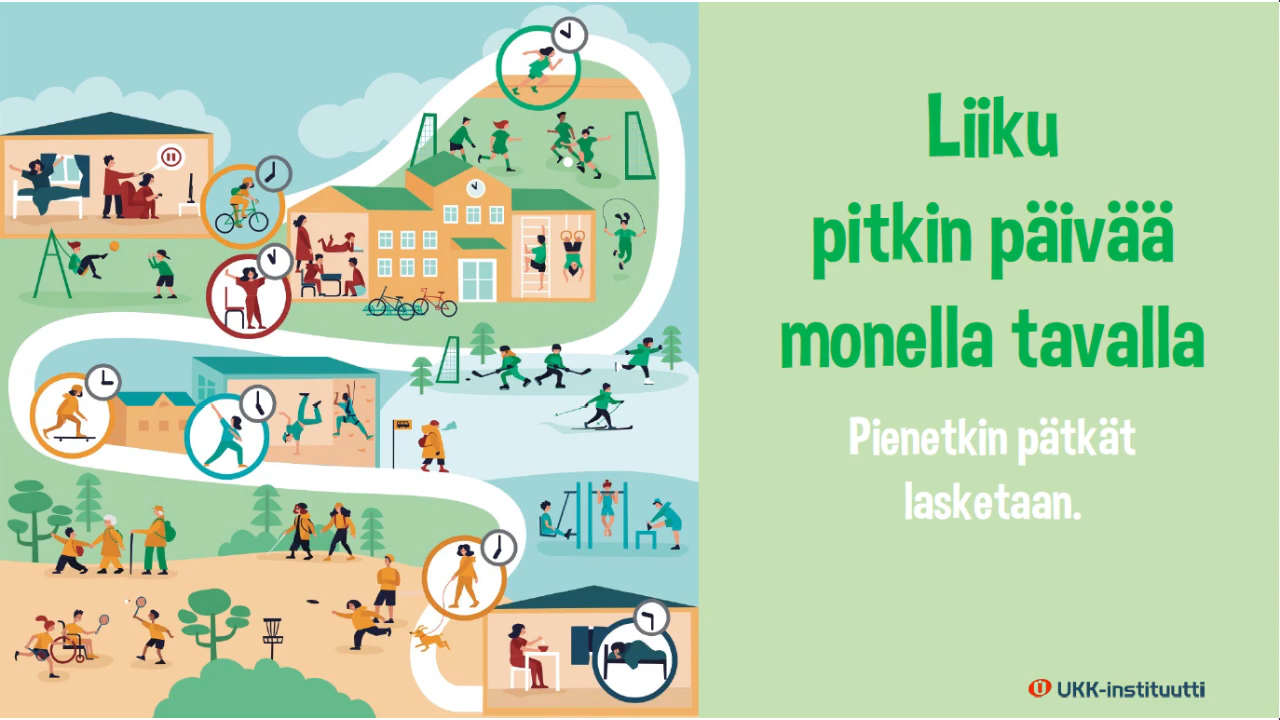 Liiku
pitkin päivää
monella tavalla
Pienetkin pätkät
lasketaan.
UKK-instituutti